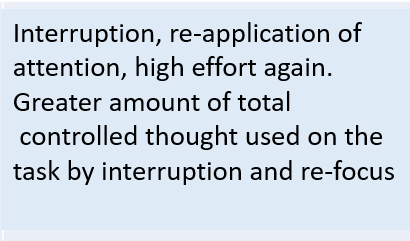 Interruption, re-application of
attention, high effort again.
Greater amount of total
controlled thought used on the
task by interruption and re-focus